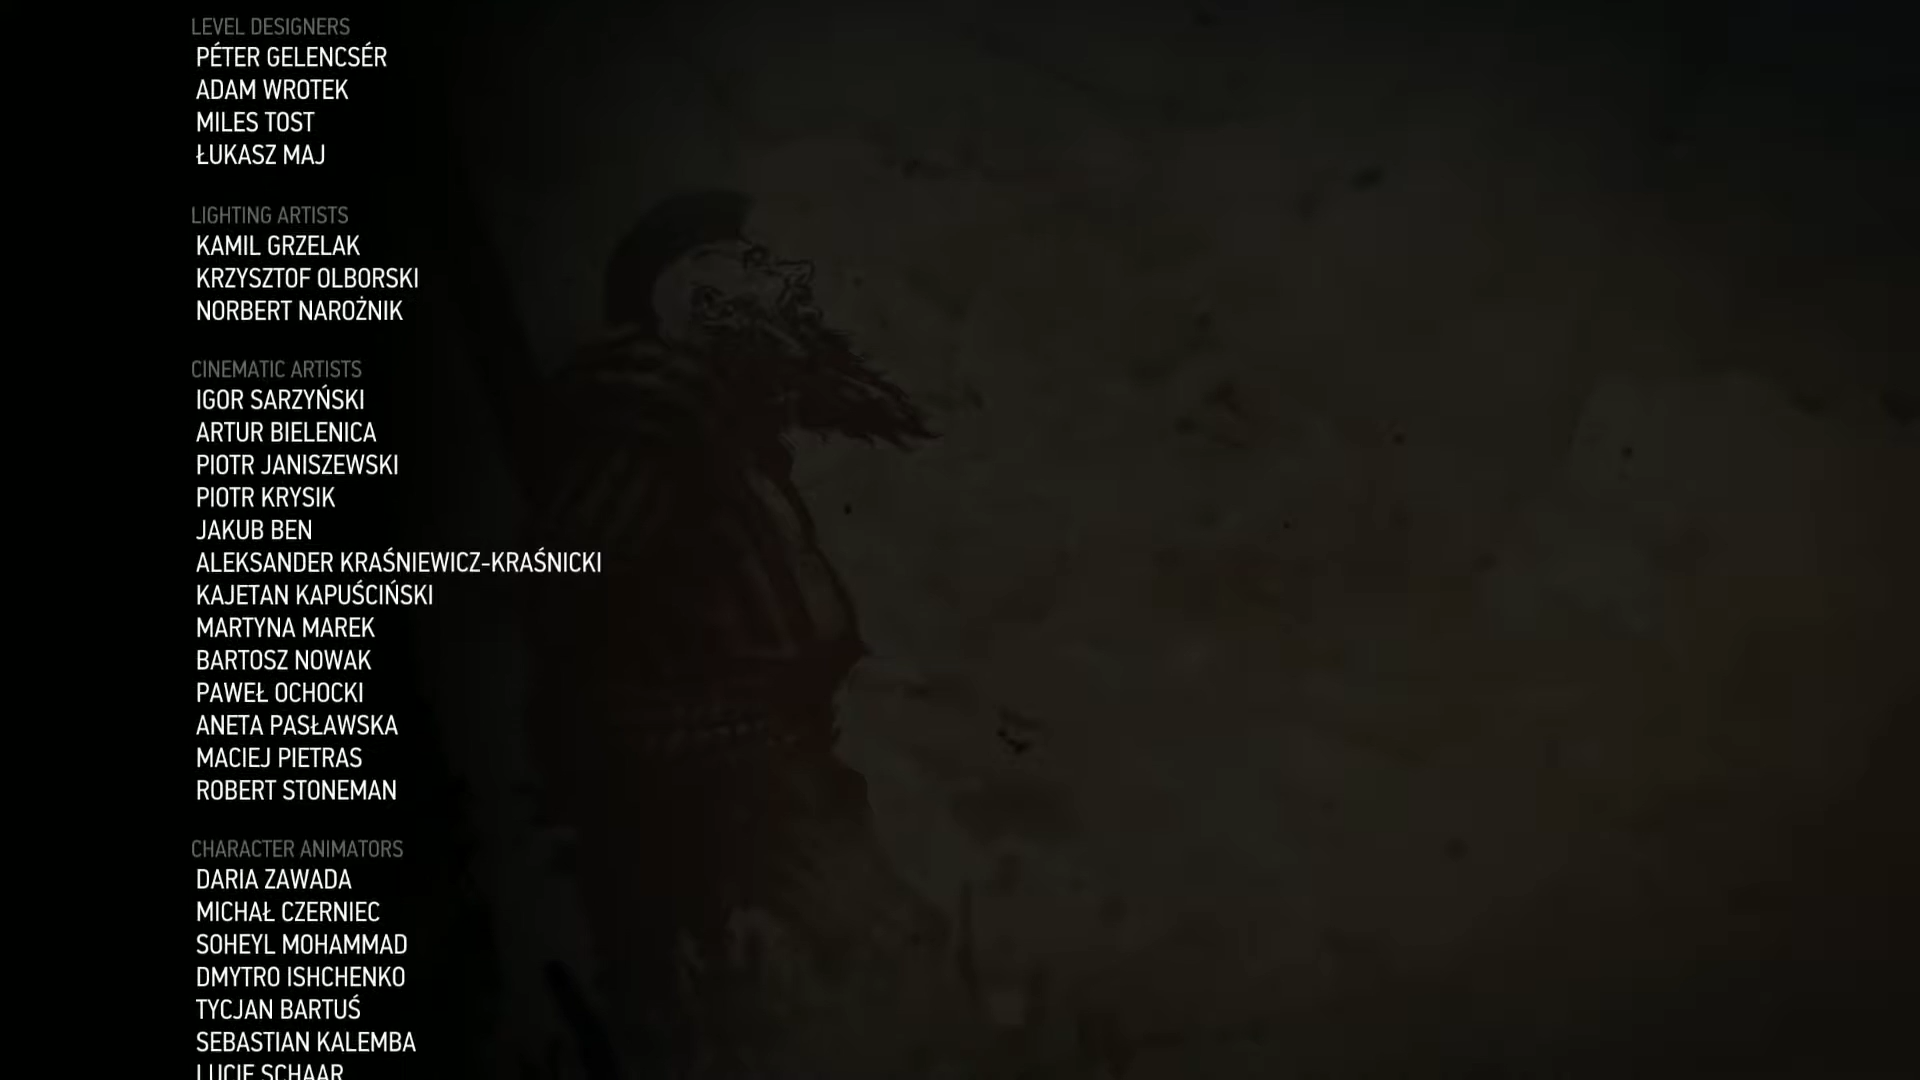 LEVEL DESIGNERS
PÉTER GELENCSÉR
ADAM WROTEK
MILES TOST
ŁUKASZ MAJ
LIGHTING ARTISTS
KAMIL GRZELAK
KRZYSZTOF OLBORSKI
NORBERT NAROŻNIK
CINEMATIC ARTISTS
IGOR SARZYŃSKI
ARTUR BIELENICA
PIOTR JANISZEWSKI
PIOTR KRYSIK
JAKUB BEN
ALEKSANDER KRAŚNIEWICZ-KRAŚNICKI
KAJETAN KAPUŚCIŃSKI
MARTYNA MAREK
BARTOSZ NOWAK
PAWEŁ OCHOCKI
ANETA PASŁAWSKA
MACIEJ PIETRAS
ROBERT STONEMAN
CHARACTER ANIMATORS
DARIA ZAWADA
MICHAŁ CZERNIEC
SOHEYL MOHAMMAD
DMYTRO ISHCHENKO
TYCJAN BARTUŚ
SEBASTIAN KALEMBA
LUCIE SCHAAR